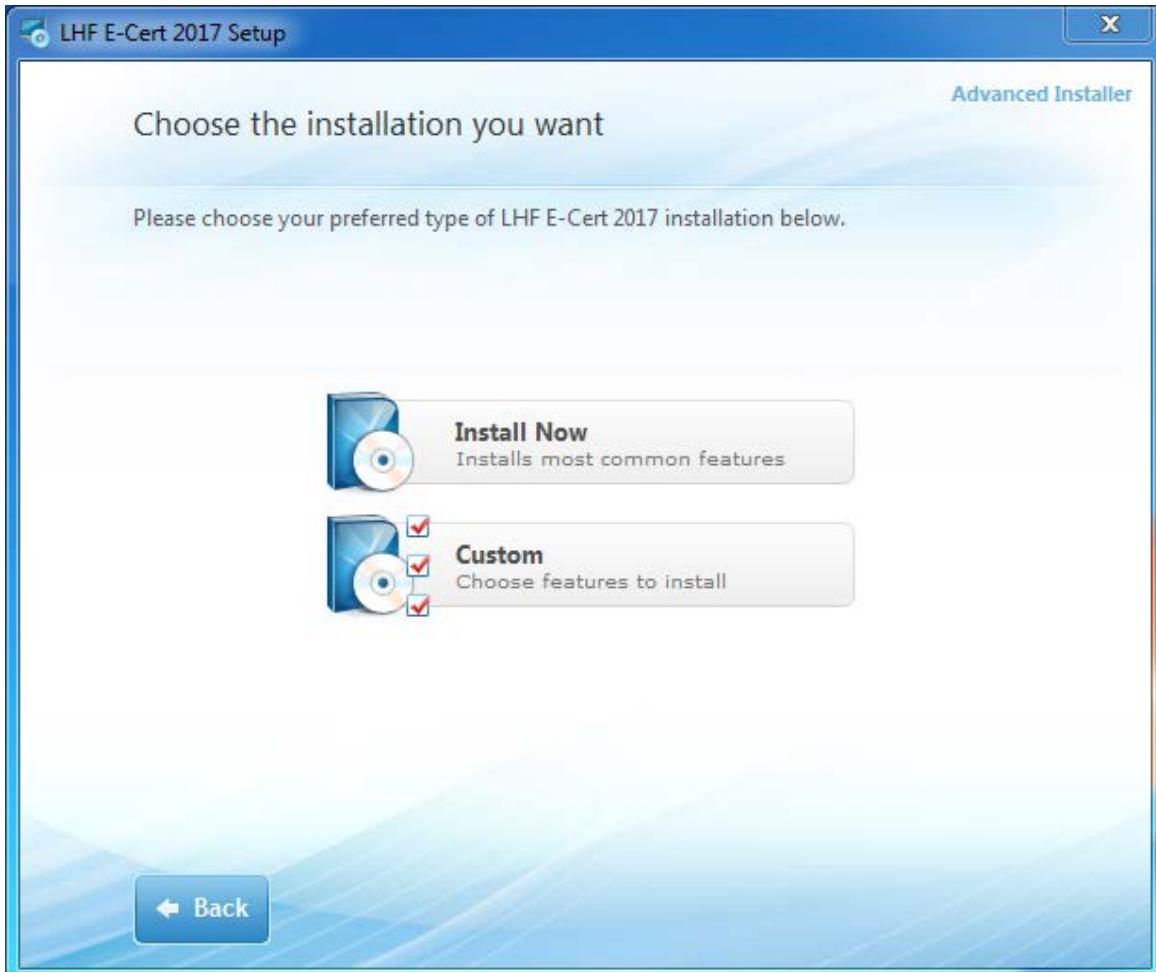 LHF E-Cert 2017 Setup
Advanced Installer
Choose the installation you want
Please choose your preferred type of LHF E-Cert 2017 installation below.
Install Now
Installs most common features
Custom
Choose features to install
Back